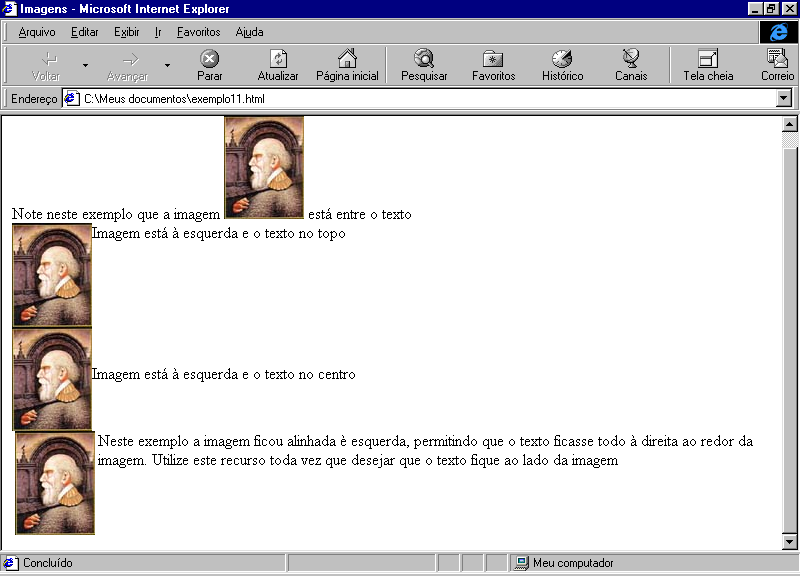 Imagens - Microsoft Internet Explorer
Arquivo Editar Exibir Ir Favoritos Ajuda
Voltar Avançar Parar Atualizar Página inicial Pesquisar Favoritos Histórico Canais Tela cheia Correio
Endereço C:\Meus documentos\exemplo11.html
Note neste exemplo que a imagem está entre o texto
Imagem está à esquerda e o texto no topo
Imagem está à esquerda e o texto no centro
Neste exemplo a imagem ficou alinhada è esquerda, permitindo que o texto ficasse todo à direita ao redor da
imagem. Utilize este recurso toda vez que desejar que o texto fique ao lado da imagem
Concluído Meu computador